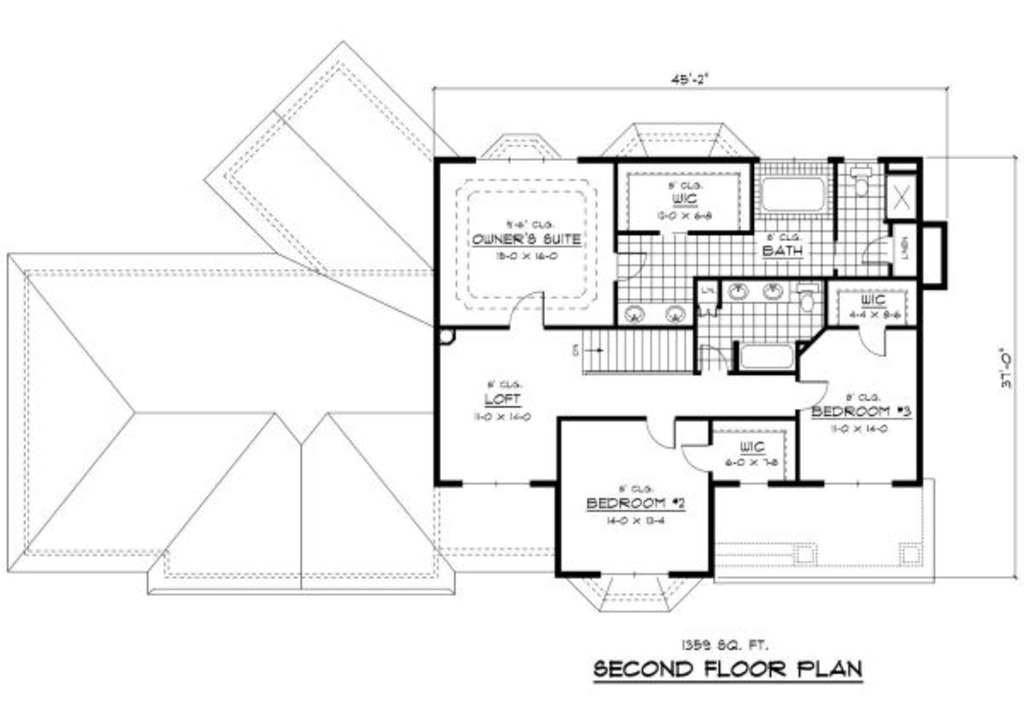 45'-2"
8' CLG.
WIC
12-0 X 6-8
9'-6" CLG.
OWNER'S SUITE
15-0 X 16-0
8' CLG.
BATH
LINEN
LN.
WIC
4-4 X 8-6
DN
37'-0"
8' CLG.
LOFT
11-0 X 14-0
8' CLG.
BEDROOM #3
11-0 X 14-0
WIC
6-0 X 7-8
8' CLG.
BEDROOM #2
14-0 X 13-4
1359 SQ. FT.
SECOND FLOOR PLAN